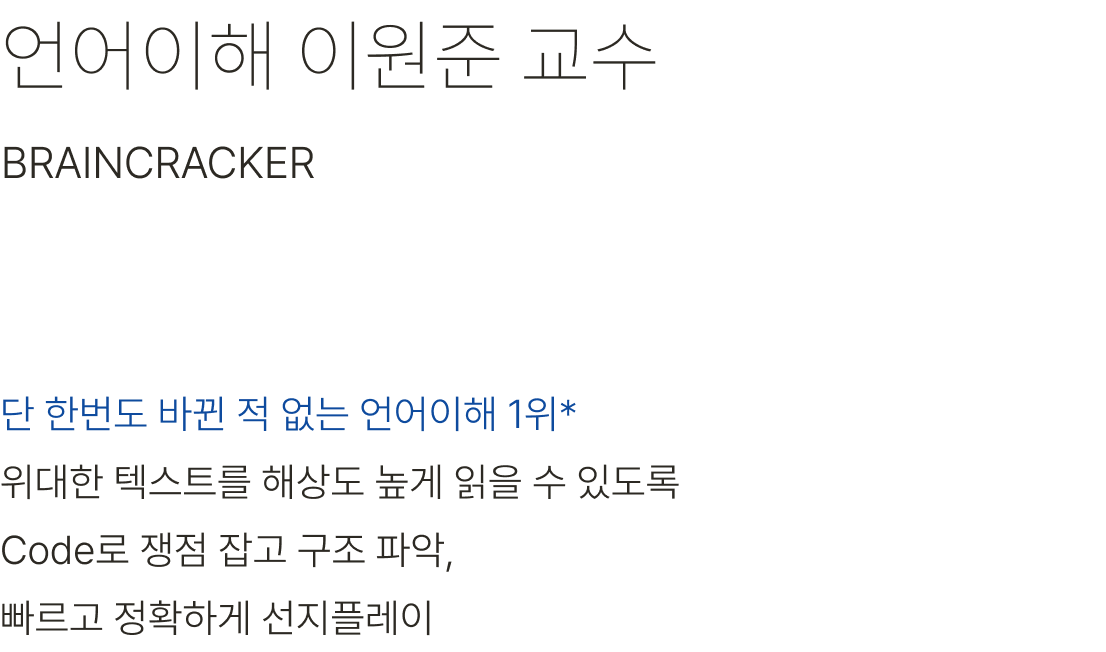 언어이해 이원준 교수
BRAINCRACKER
단 한번도 바뀐 적 없는 언어이해 1위*
위대한 텍스트를 해상도 높게 읽을 수 있도록
Code로 쟁점 잡고 구조 파악,
빠르고 정확하게 선지플레이